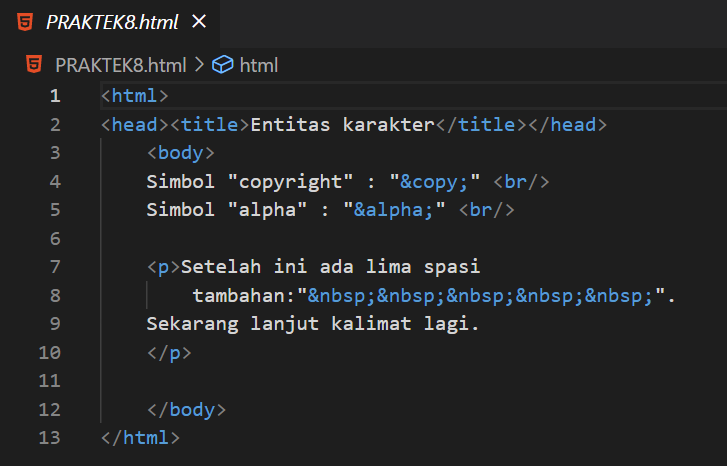 PRAKTEK8.html ×
PRAKTEK8.html > html
1 <html>
2 <head><title>Entitas karakter</title></head>
3 <body>
4 Simbol "copyright" : "&copy;" <br/>
5 Simbol "alpha" : "&alpha;" <br/>
6
7 <p>Setelah ini ada lima spasi
8 tambahan:"&nbsp;&nbsp;&nbsp;&nbsp;&nbsp;".
9 Sekarang lanjut kalimat lagi.
10 </p>
11
12 </body>
13 </html>